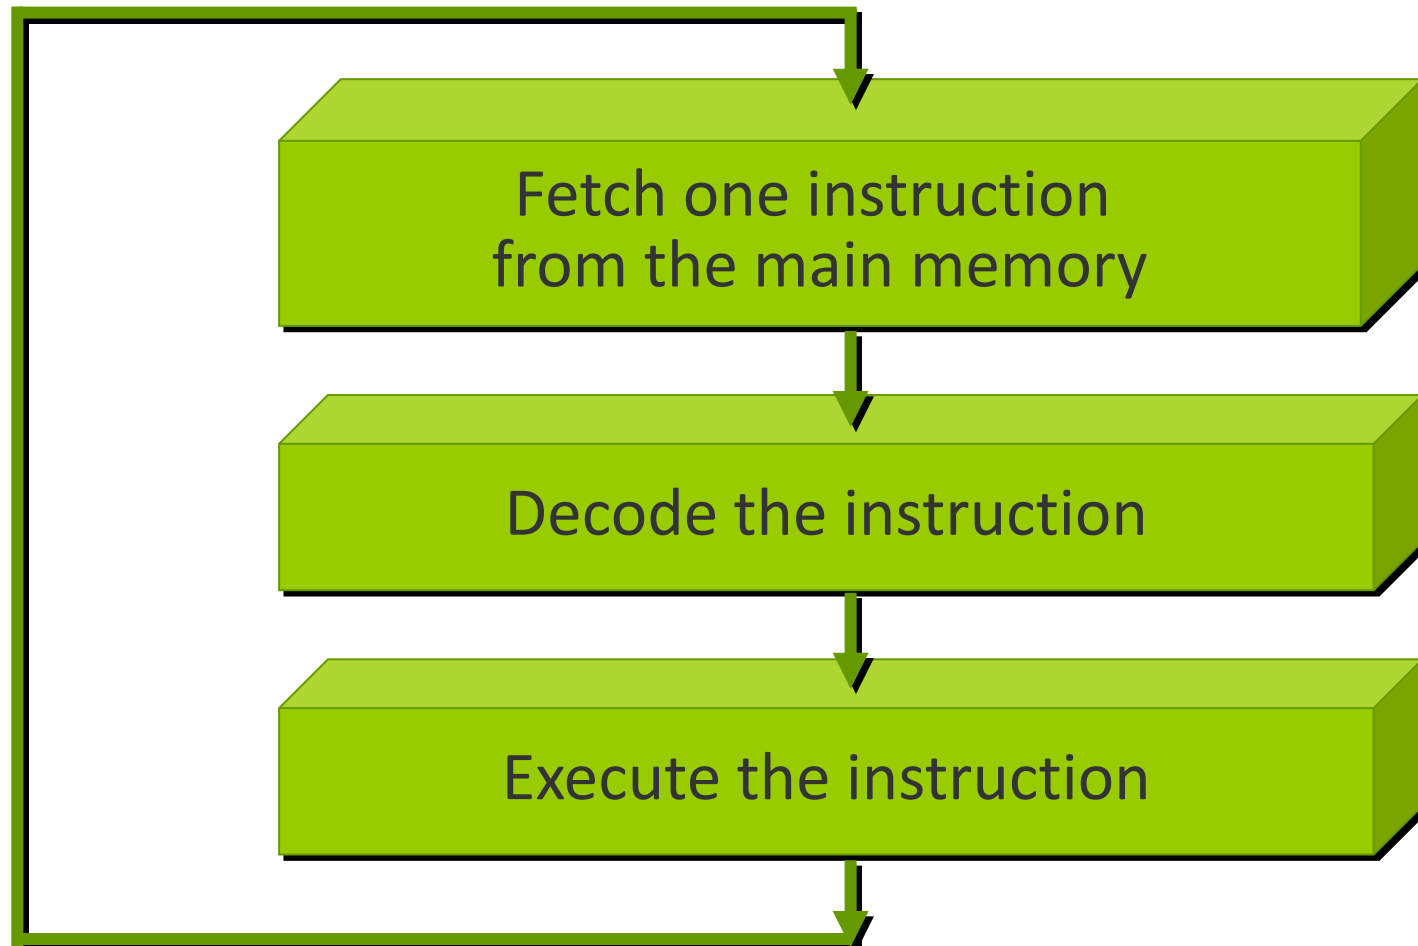 Fetch one instruction
from the main memory
Decode the instruction
Execute the instruction